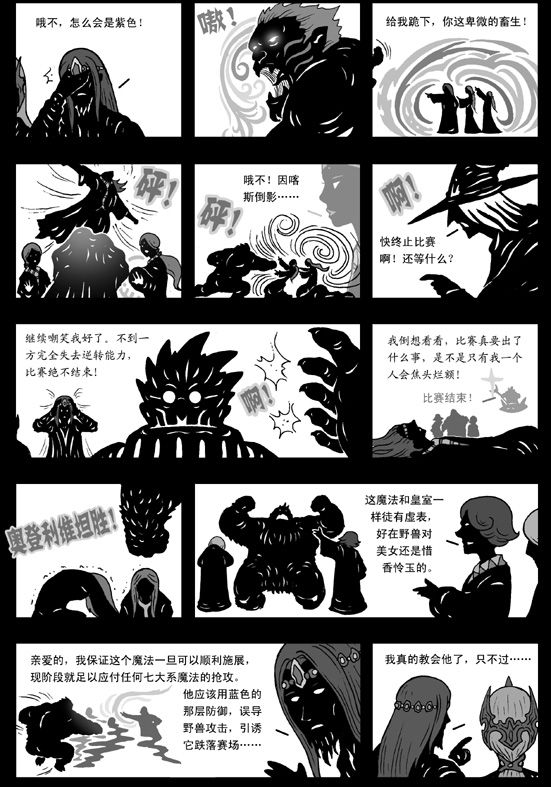 哦不，怎么会是紫色！
嗷！
给我跪下，你这卑微的畜生！
砰！
砰！
哦不！因喀
斯倒影……
啊！
快终止比赛
啊！还等什么？
继续嘲笑我好了。不到一
方完全失去逆转能力，
比赛绝不结束！
啊！
我倒想看看，比赛真要出了
什么事，是不是只有我一个
人会焦头烂额！
比赛结束！
奥登利维坦胜！
这魔法和皇室一
样徒有虚表，
好在野兽对
美女还是惜
香怜玉的。
亲爱的，我保证这个魔法一旦可以顺利施展，
现阶段就足以应付任何七大系魔法的抢攻。
他应该用蓝色的
那层防御，误导
野兽攻击，引诱
它跌落赛场……
我真的教会他了，只不过……